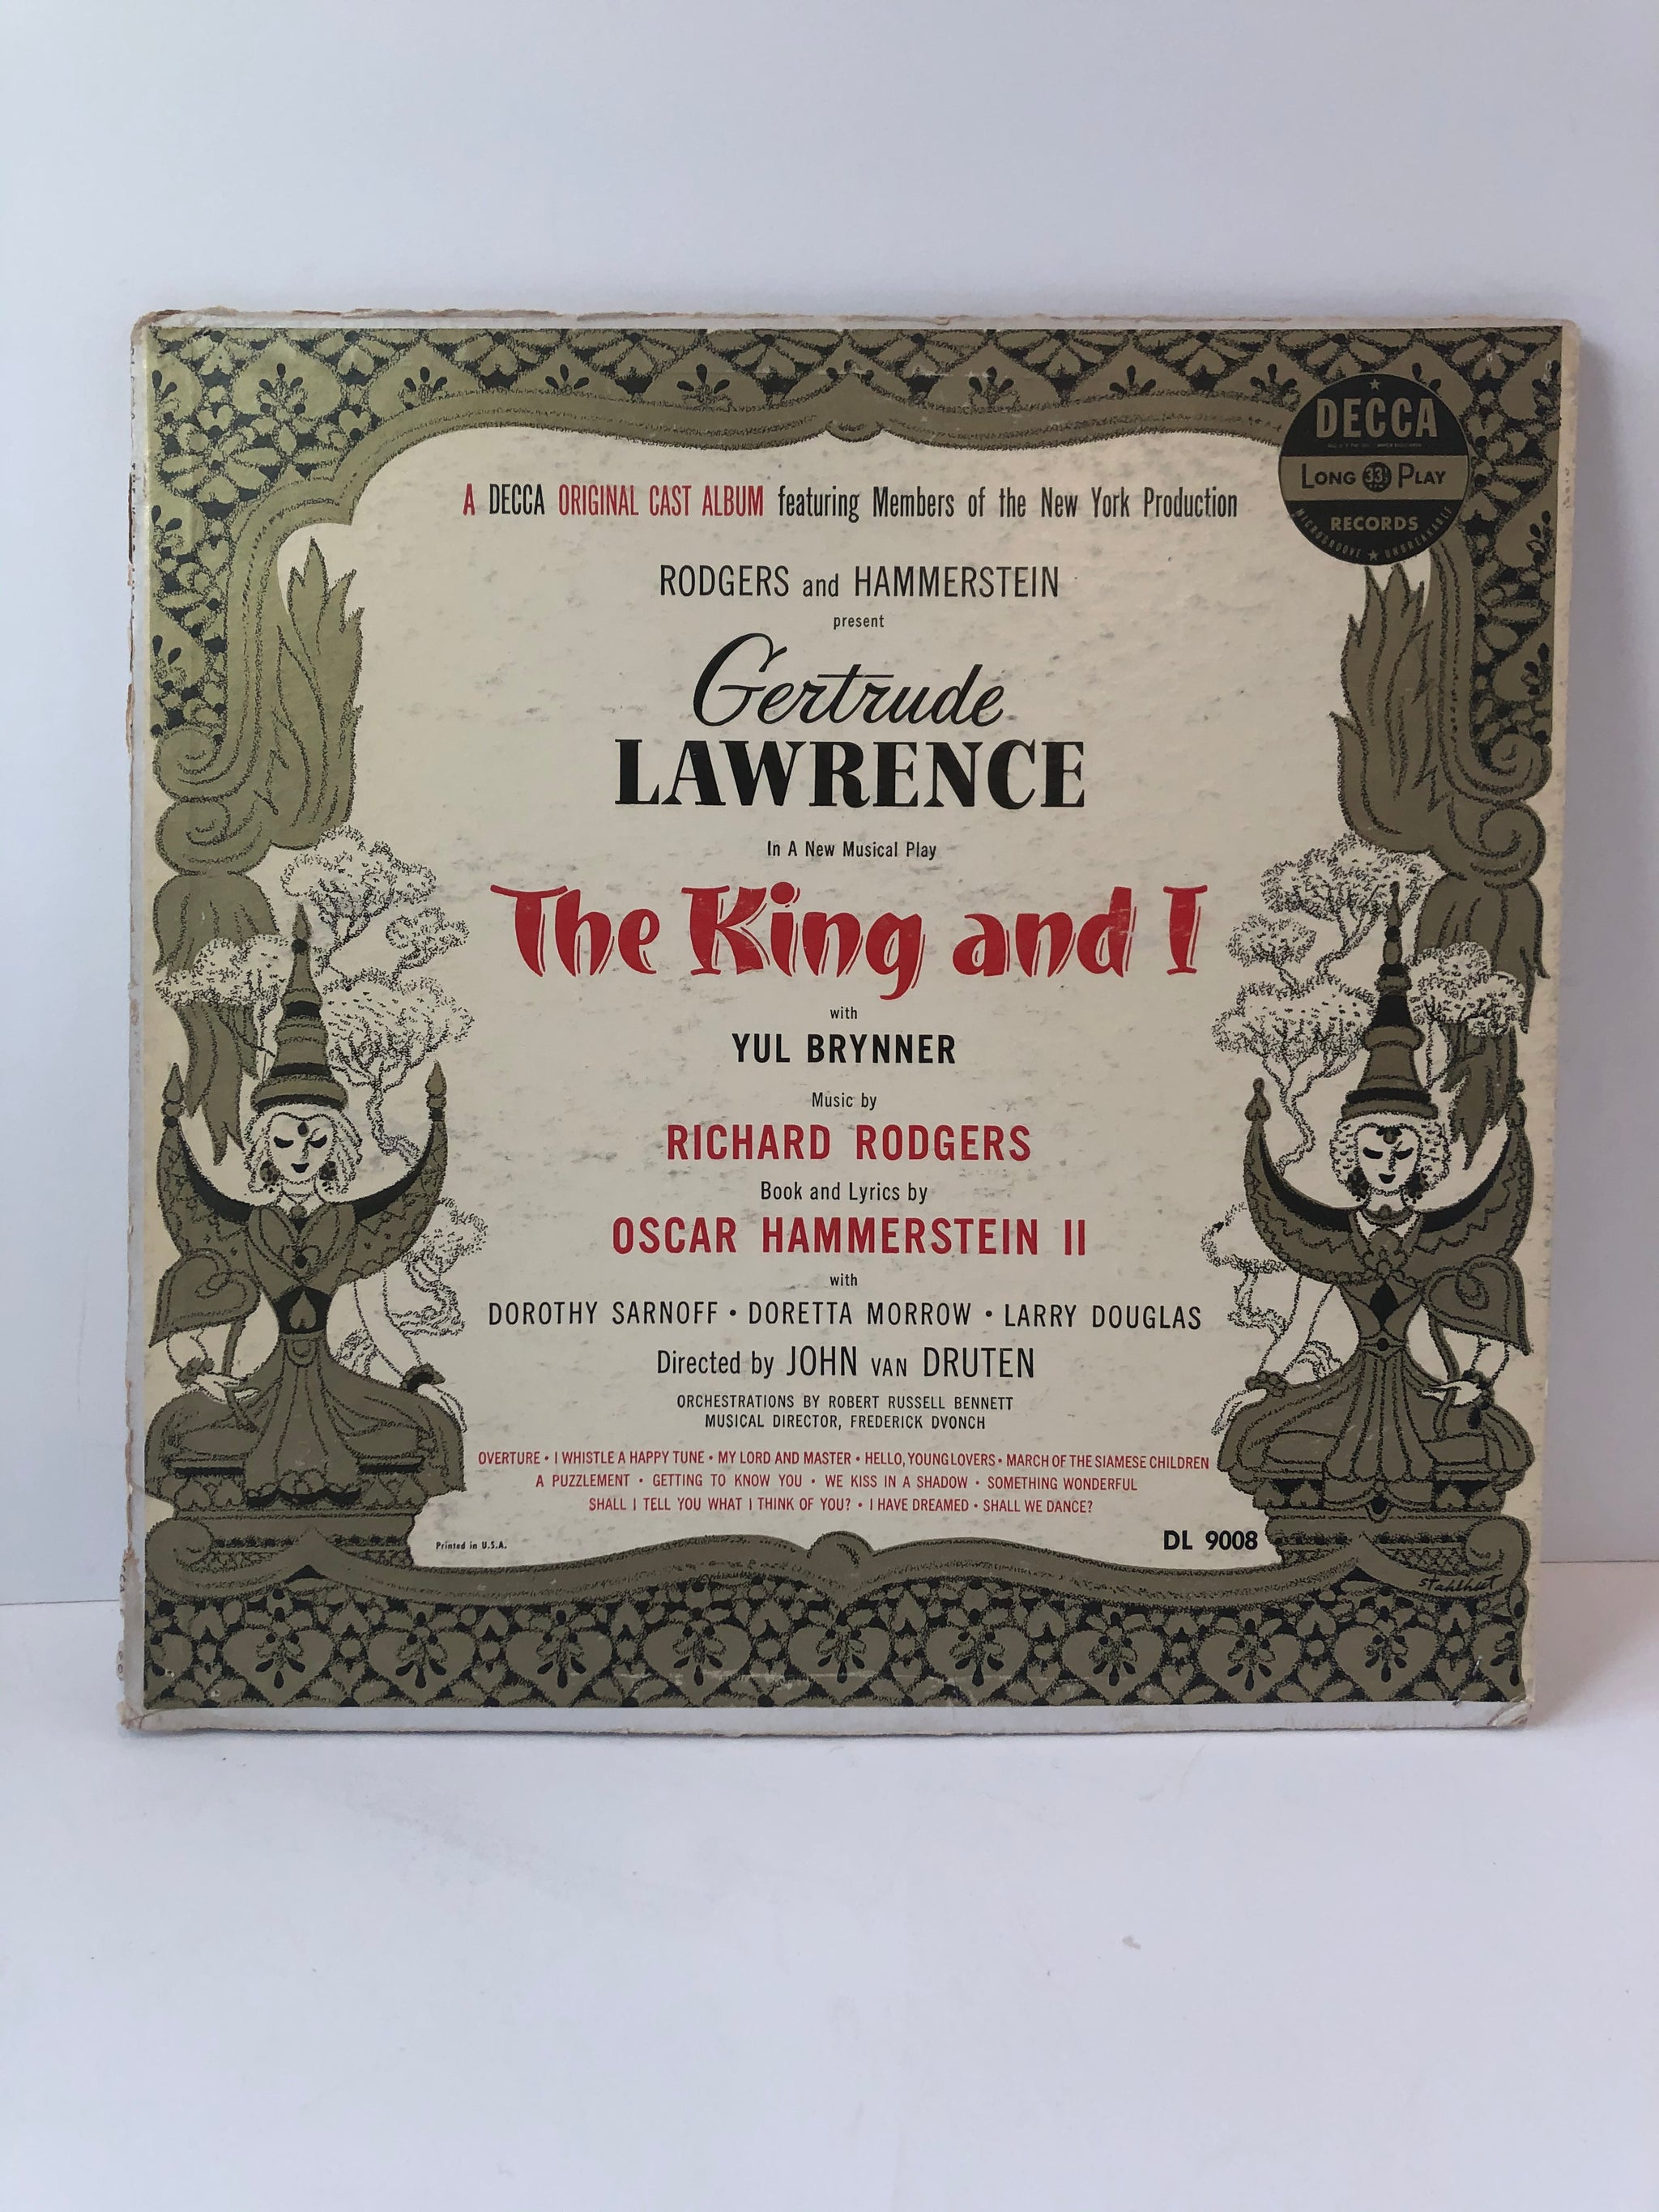 DECCA
LONG 33⅓ PLAY
RECORDS
MICROGROOVE ★ UNBREAKABLE
A DECCA ORIGINAL CAST ALBUM featuring Members of the New York Production
RODGERS and HAMMERSTEIN
present
Gertrude
LAWRENCE
In A New Musical Play
The King and I
with
YUL BRYNNER
Music by
RICHARD RODGERS
Book and Lyrics by
OSCAR HAMMERSTEIN II
with
DOROTHY SARNOFF • DORETTA MORROW • LARRY DOUGLAS
Directed by JOHN VAN DRUTEN
ORCHESTRATIONS BY ROBERT RUSSELL BENNETT
MUSICAL DIRECTOR, FREDERICK DVONCH
OVERTURE • I WHISTLE A HAPPY TUNE • MY LORD AND MASTER • HELLO, YOUNG LOVERS • MARCH OF THE SIAMESE CHILDREN
A PUZZLEMENT • GETTING TO KNOW YOU • WE KISS IN A SHADOW • SOMETHING WONDERFUL
SHALL I TELL YOU WHAT I THINK OF YOU? • I HAVE DREAMED • SHALL WE DANCE?
Printed in U.S.A.
DL 9008
stahlhut